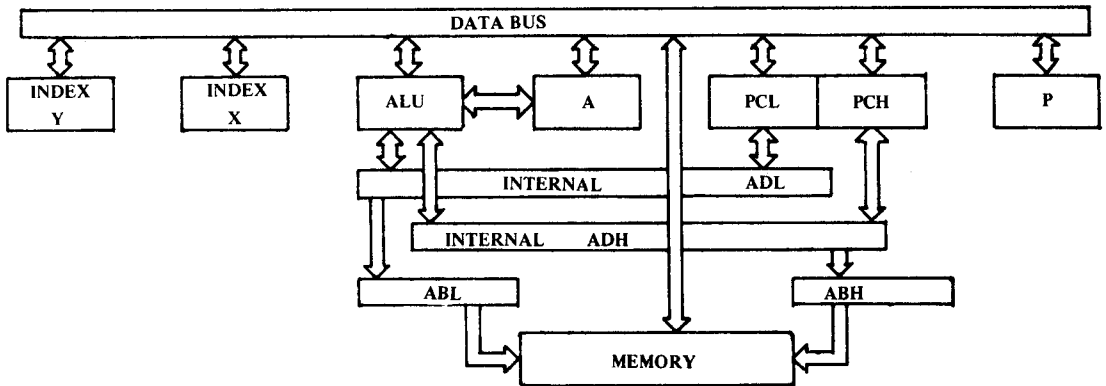 DATA BUS
INDEX
Y
INDEX
X
ALU
A
PCL
PCH
P
INTERNAL ADL
INTERNAL ADH
ABL
ABH
MEMORY